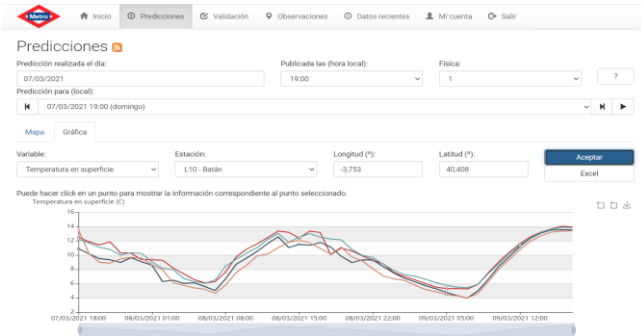 Metro
Inicio
Predicciones
Validación
Observaciones
Datos recientes
Mi cuenta
Salir
Predicciones
Predicción realizada el día:
Publicada las (hora local):
Física:
07/03/2021
19:00
1
?
Predicción para (local):
07/03/2021 19:00 (domingo)
Mapa
Gráfica
Variable:
Estación:
Longitud (º):
Latitud (º):
Temperatura en superficie
L10 - Batán
-3,753
40,408
Aceptar
Excel
Puede hacer click en un punto para mostrar la información correspondiente al punto seleccionado.
Temperatura en superficie (C)
16
14
12
10
8
6
4
2
07/03/2021 18:00
08/03/2021 01:00
08/03/2021 08:00
08/03/2021 15:00
08/03/2021 22:00
09/03/2021 05:00
09/03/2021 12:00